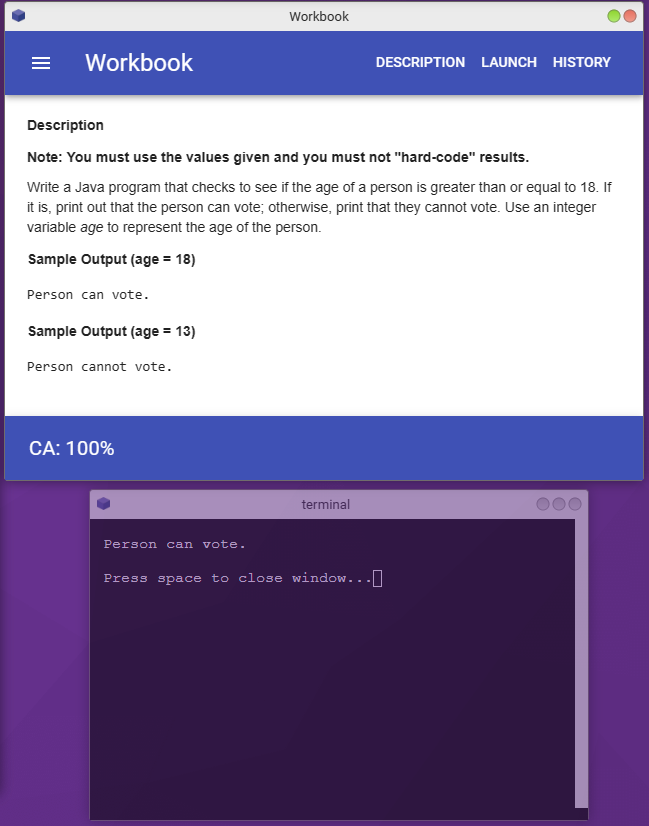 Workbook
Workbook
DESCRIPTION LAUNCH HISTORY
Description
Note: You must use the values given and you must not "hard-code" results.
Write a Java program that checks to see if the age of a person is greater than or equal to 18. If
it is, print out that the person can vote; otherwise, print that they cannot vote. Use an integer
variable age to represent the age of the person.
Sample Output (age = 18)
Person can vote.
Sample Output (age = 13)
Person cannot vote.
CA: 100%
terminal
Person can vote.
Press space to close window...